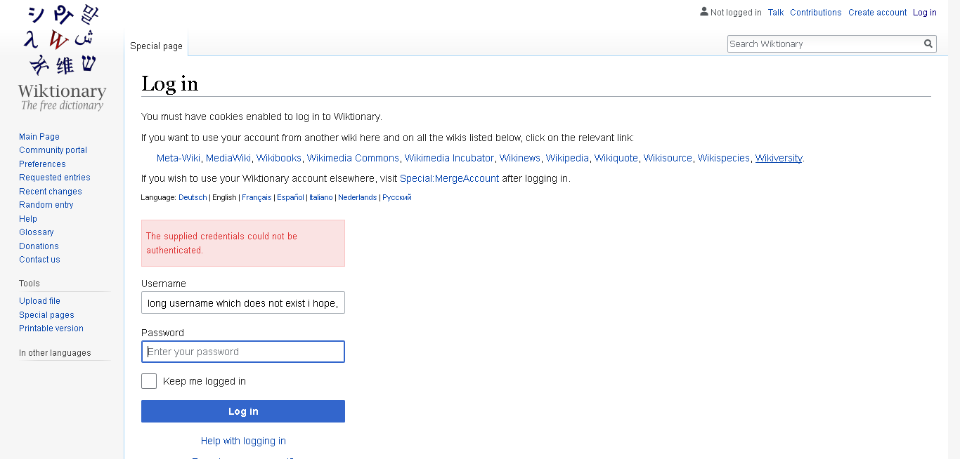 Not logged in Talk Contributions Create account Log in
Special page
Search Wiktionary
Wiktionary
The free dictionary
Main Page
Community portal
Preferences
Requested entries
Recent changes
Random entry
Help
Glossary
Donations
Contact us
Tools
Upload file
Special pages
Printable version
In other languages
Log in
You must have cookies enabled to log in to Wiktionary.
If you want to use your account from another wiki here and on all the wikis listed below, click on the relevant link:
Meta-Wiki, MediaWiki, Wikibooks, Wikimedia Commons, Wikimedia Incubator, Wikinews, Wikipedia, Wikiquote, Wikisource, Wikispecies, Wikiversity.
If you wish to use your Wiktionary account elsewhere, visit Special:MergeAccount after logging in.
Language: Deutsch | English | Français | Español | Italiano | Nederlands | Русский
The supplied credentials could not be
authenticated.
Username
long username which does not exist i hope_
Password
Enter your password
Keep me logged in
Log in
Help with logging in